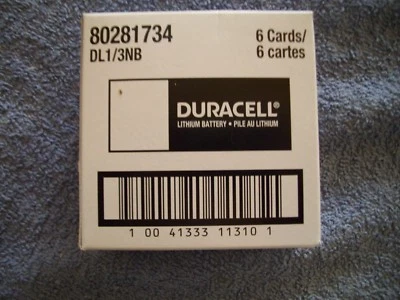 80281734 6 Cards/
DL1/3NB 6 cartes
DURACELL®
LITHIUM BATTERY • PILE AU LITHIUM
1 00 41333 11310 1